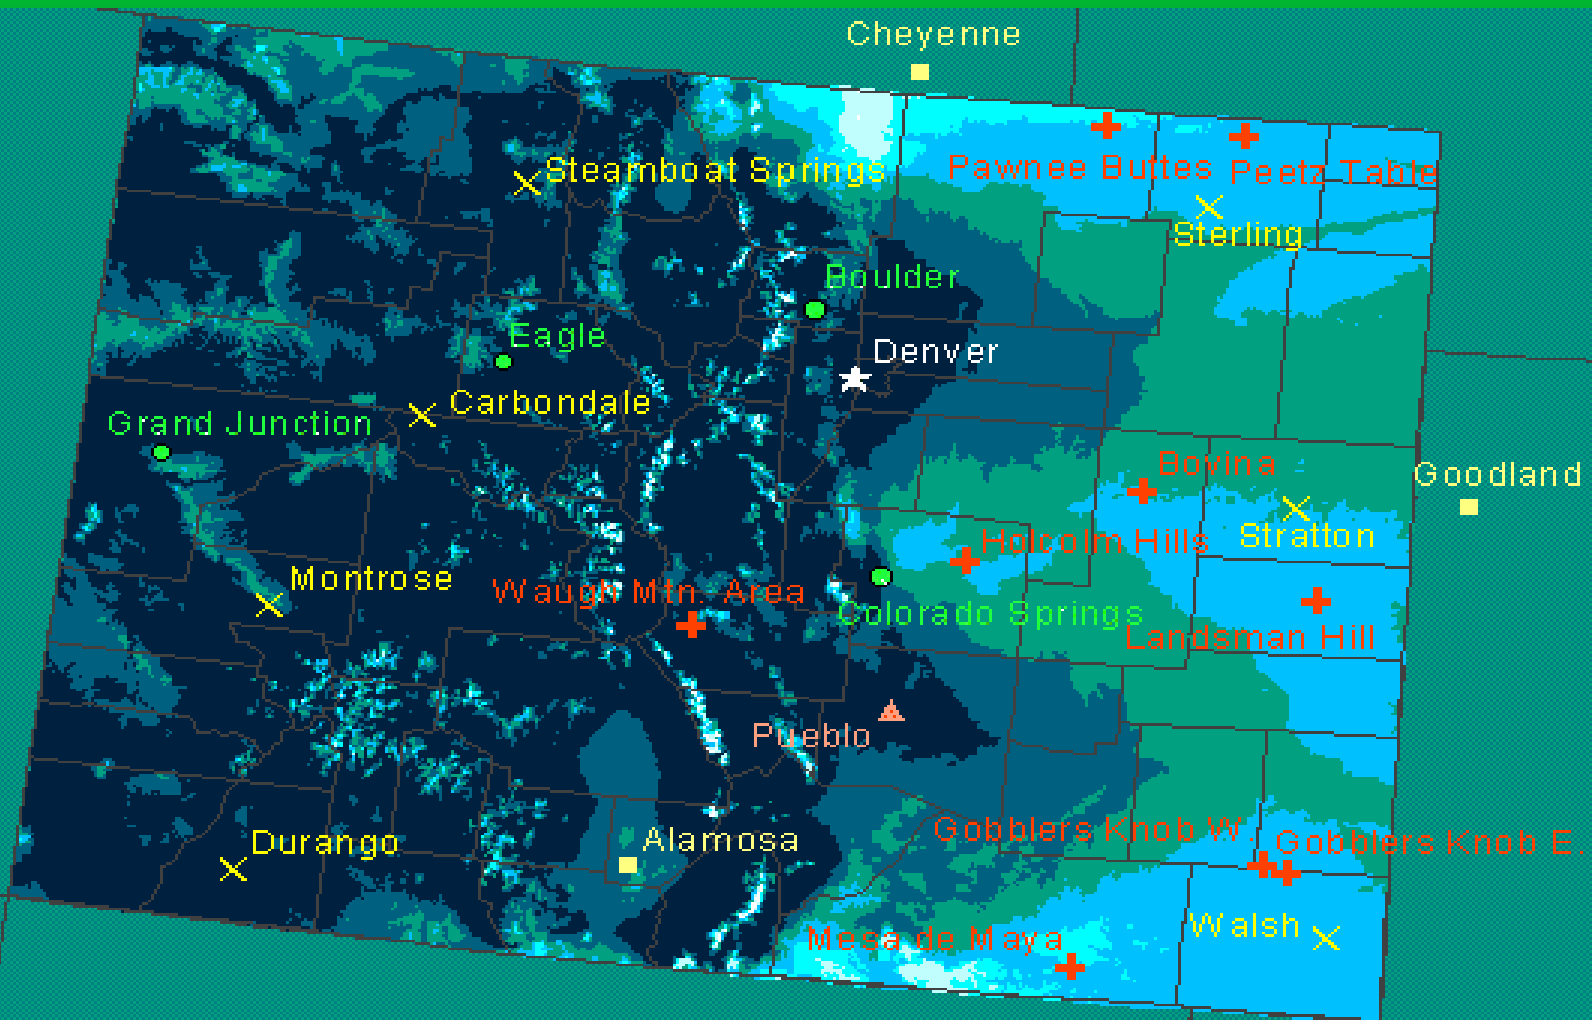 Cheyenne
Pawnee Buttes
Peetz Table
Steamboat Springs
Sterling
Boulder
Eagle
Denver
Carbondale
Grand Junction
Bovina
Goodland
Stratton
Holcolm Hills
Montrose
Waugh Mtn. Area
Colorado Springs
Landsman Hill
Pueblo
Gobblers Knob W.
Gobblers Knob E.
Alamosa
Durango
Walsh
Mesa de Maya